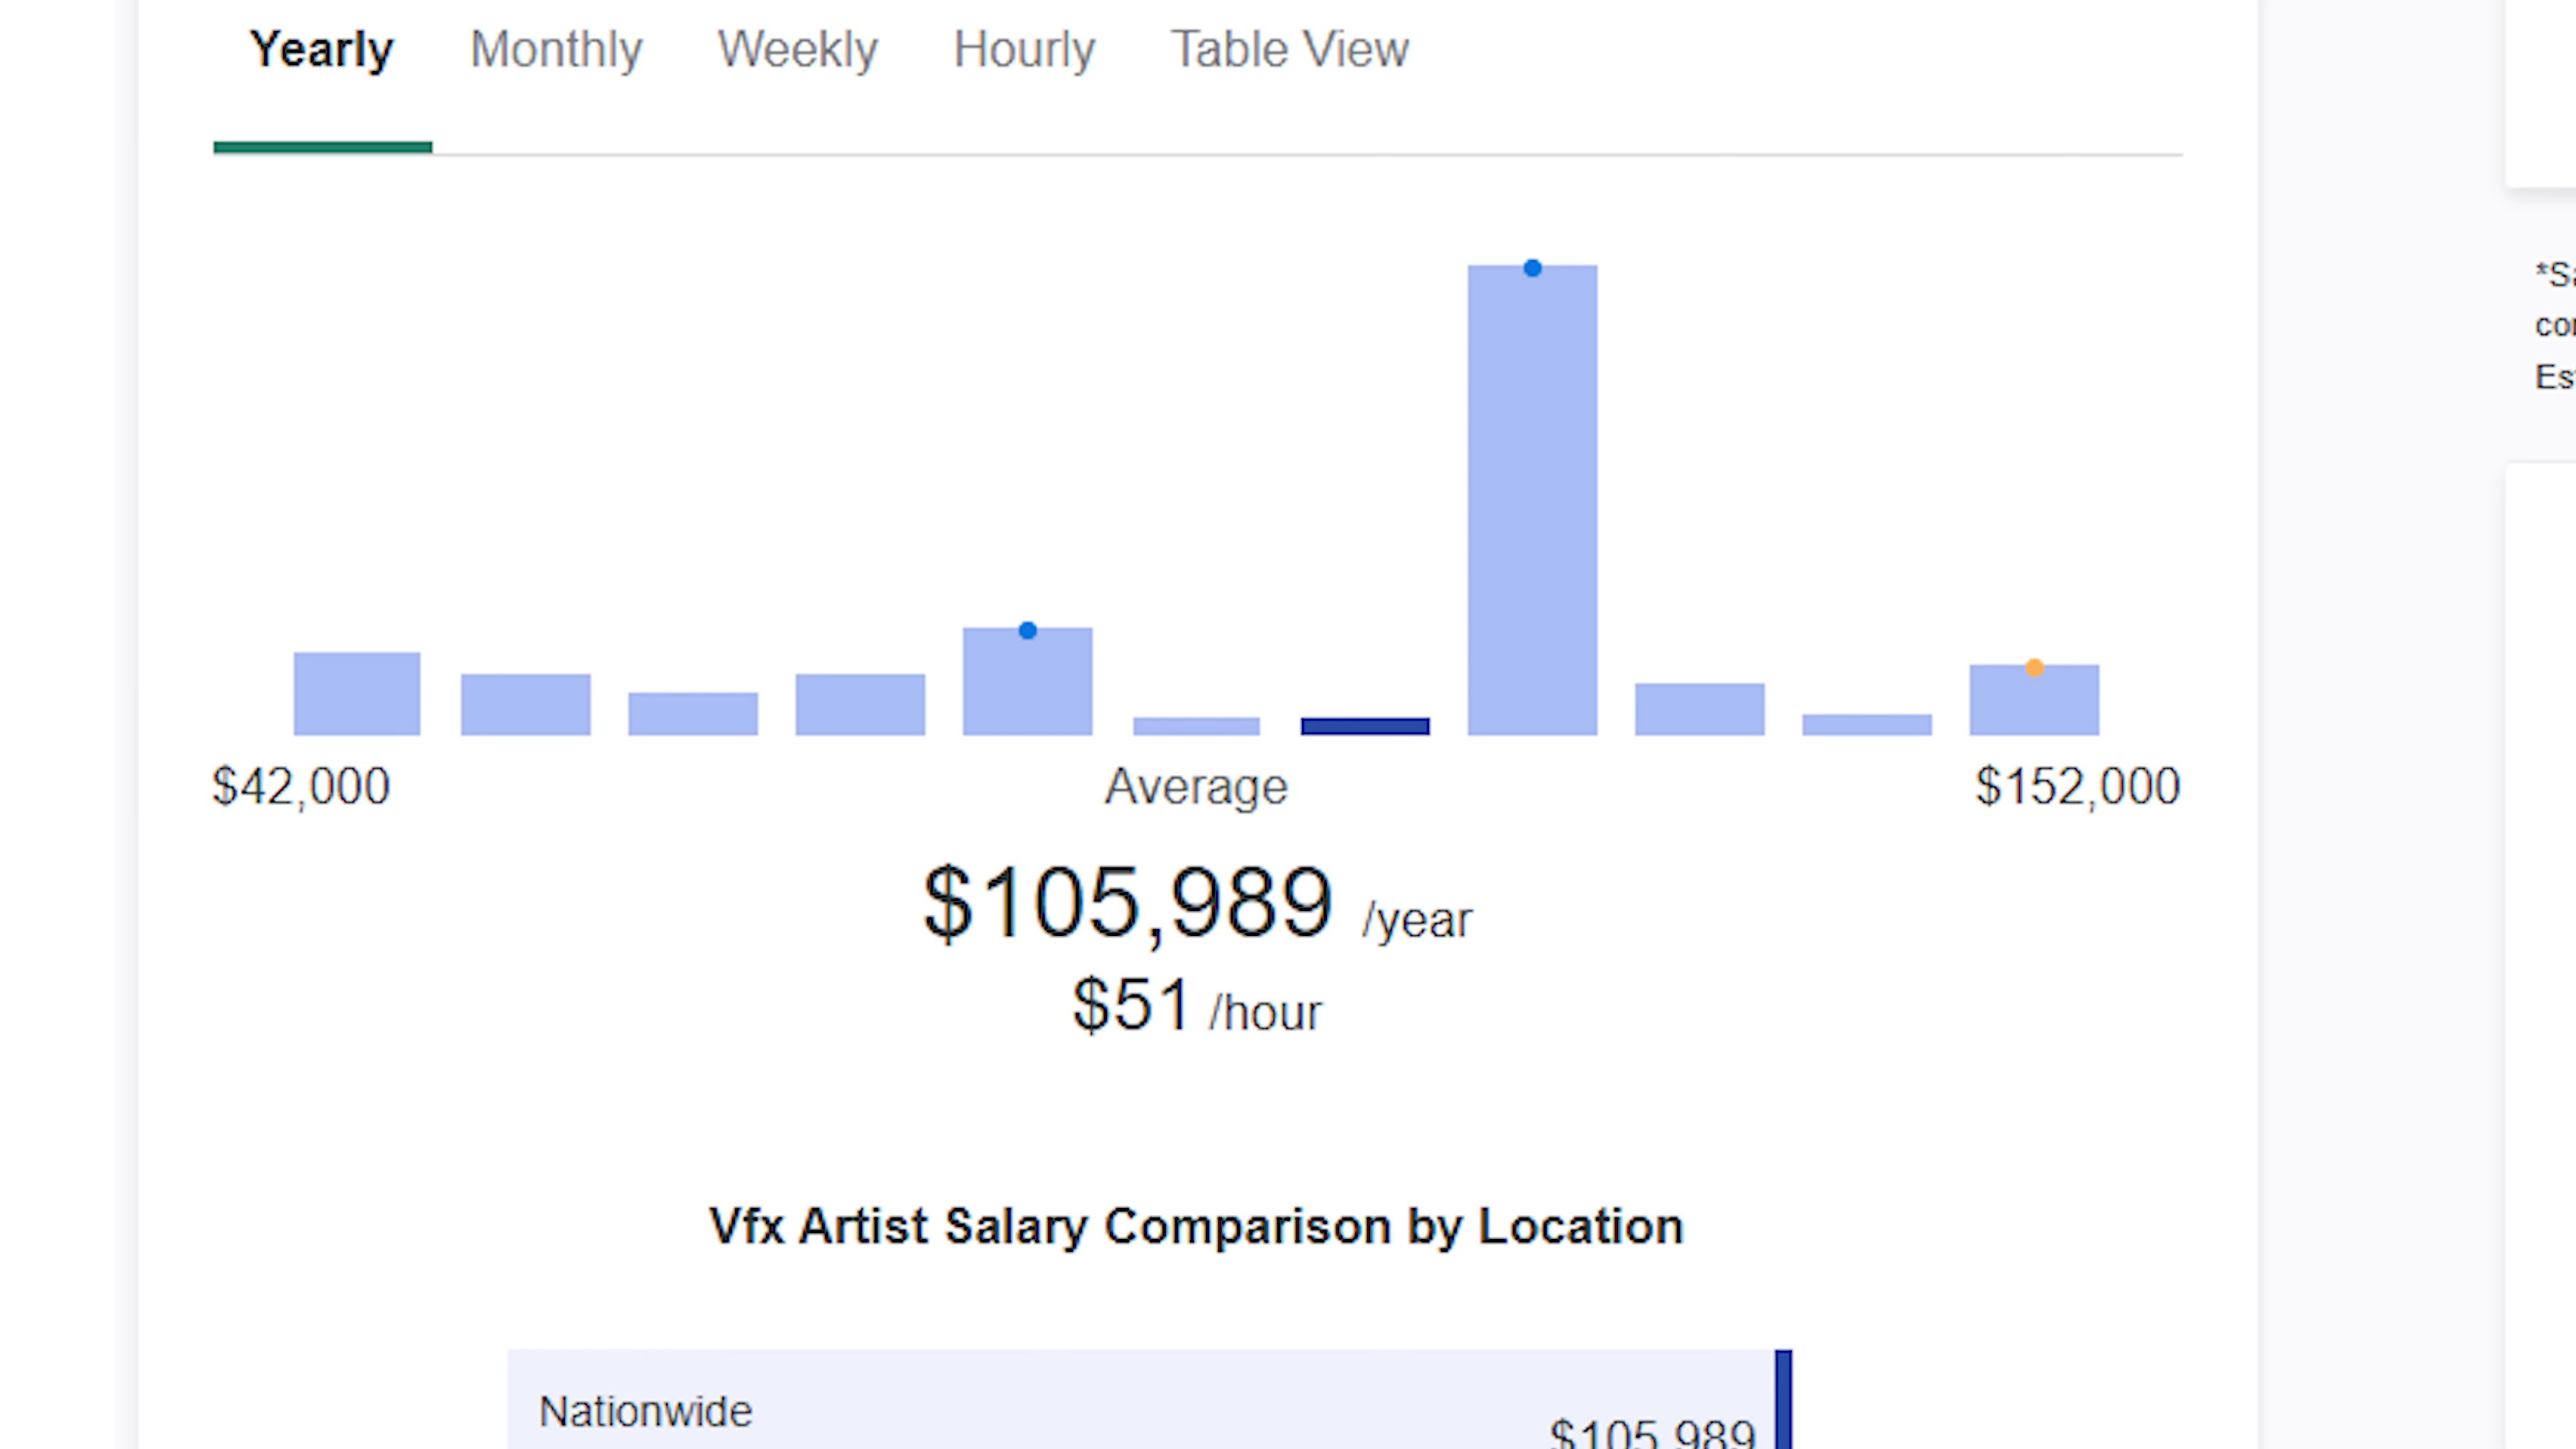 Yearly Monthly Weekly Hourly Table View
$42,000 Average $152,000
$105,989 /year
$51 /hour
Vfx Artist Salary Comparison by Location
Nationwide
$105,989